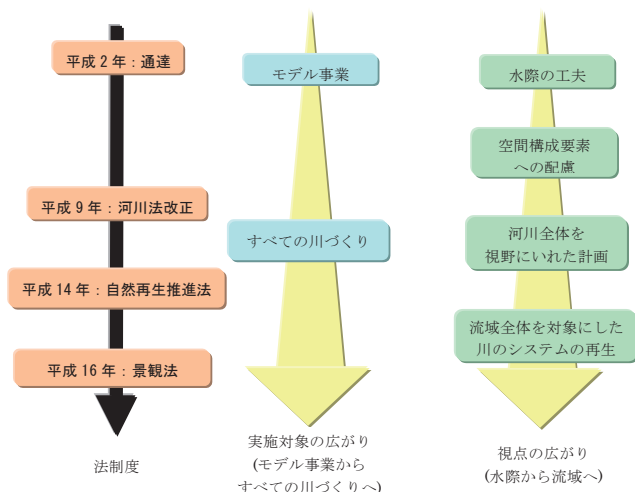 平成 2 年：通達
平成 9 年：河川法改正
平成 14 年：自然再生推進法
平成 16 年：景観法
法制度
モデル事業
すべての川づくり
実施対象の広がり
(モデル事業から
すべての川づくりへ)
水際の工夫
空間構成要素
への配慮
河川全体を
視野にいれた計画
流域全体を対象にした
川のシステムの再生
視点の広がり
(水際から流域へ)